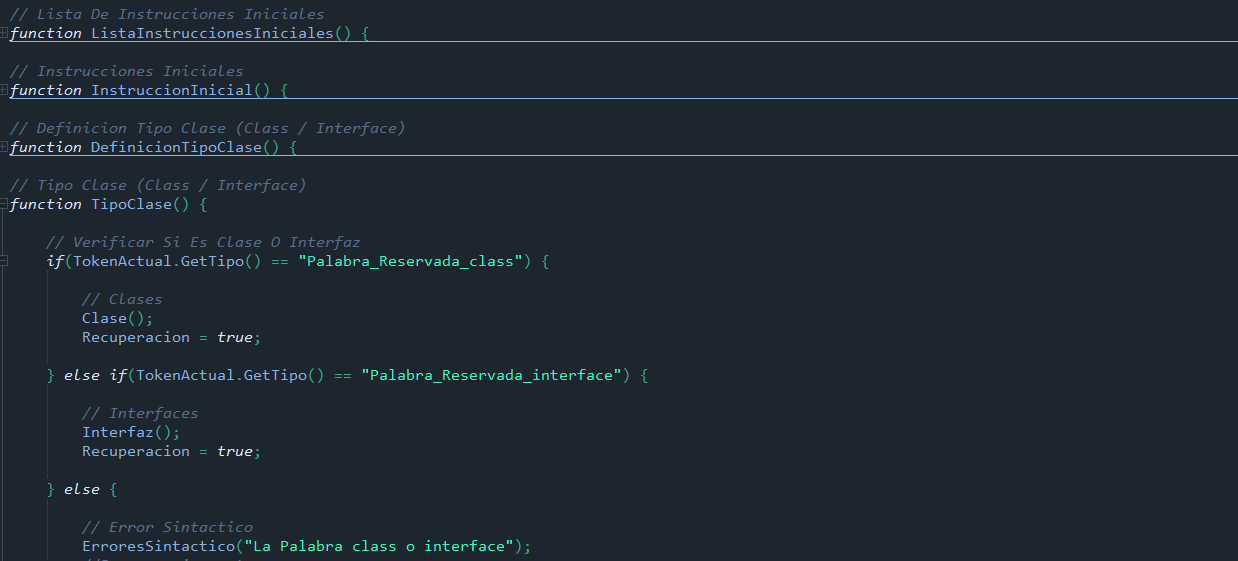 // Lista De Instrucciones Iniciales
function ListaInstruccionesIniciales() {
// Instrucciones Iniciales
function InstruccionInicial() {
// Definicion Tipo Clase (Class / Interface)
function DefinicionTipoClase() {
// Tipo Clase (Class / Interface)
function TipoClase() {
// Verificar Si Es Clase O Interfaz
if(TokenActual.GetTipo() == "Palabra_Reservada_class") {
// Clases
Clase();
Recuperacion = true;
} else if(TokenActual.GetTipo() == "Palabra_Reservada_interface") {
// Interfaces
Interfaz();
Recuperacion = true;
} else {
// Error Sintactico
ErroresSintactico("La Palabra class o interface");